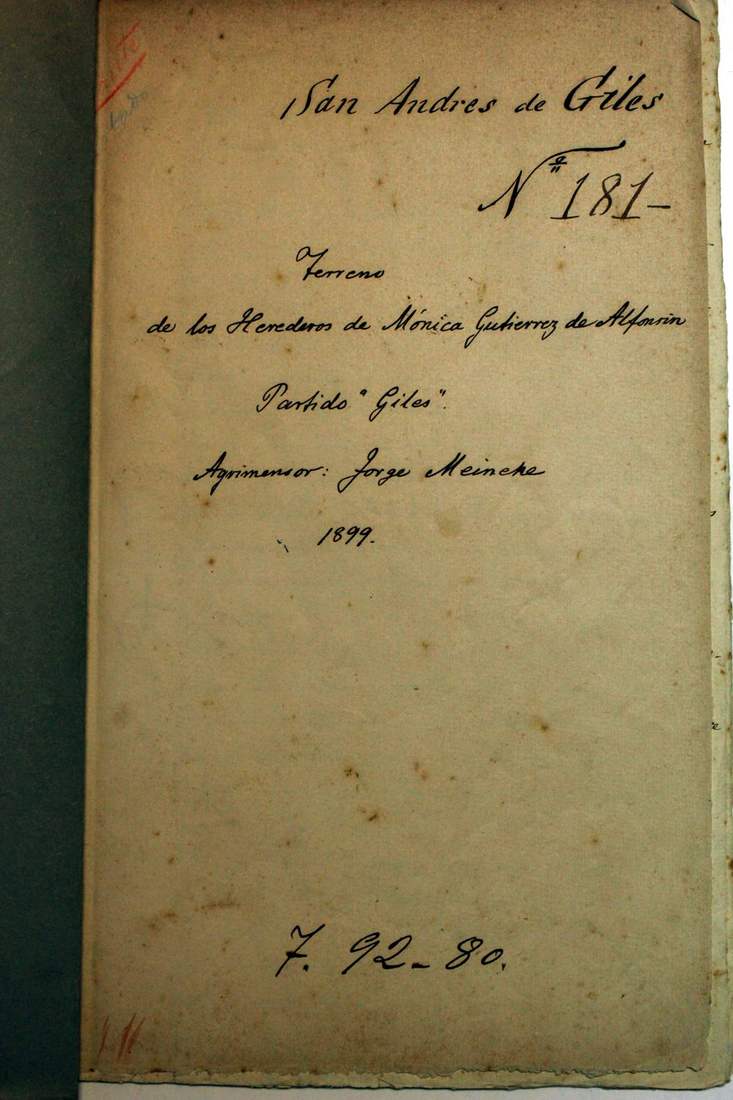 San Andres de Giles
Nº 181-
Terreno
de los Herederos de Mónica Gutierrez de Alfonsin
Partido "Giles".
Agrimensor: Jorge Meineke
1899.
7. 92-80.